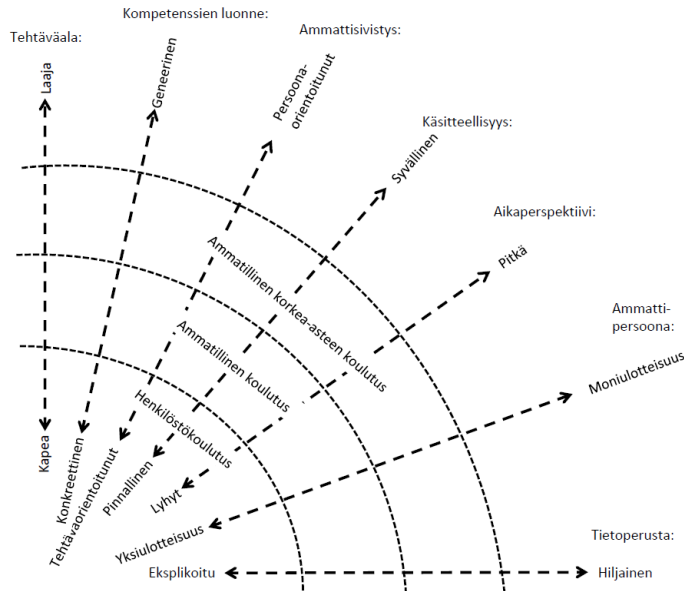 Kompetenssien luonne:
Tehtäväala:
Ammattisivistys:
Laaja
Geneerinen
Persoona-
orientoitunut
Käsitteellisyys:
Syvällinen
Aikaperspektiivi:
Pitkä
Ammatti-
persoona:
Moniulotteisuus
Ammatillinen korkea-asteen koulutus
Ammatillinen koulutus
Henkilöstökoulutus
Kapea
Konkreettinen
Tehtäväorientoitunut
Pinnallinen
Lyhyt
Yksiulotteisuus
Tietoperusta:
Eksplikoitu
Hiljainen